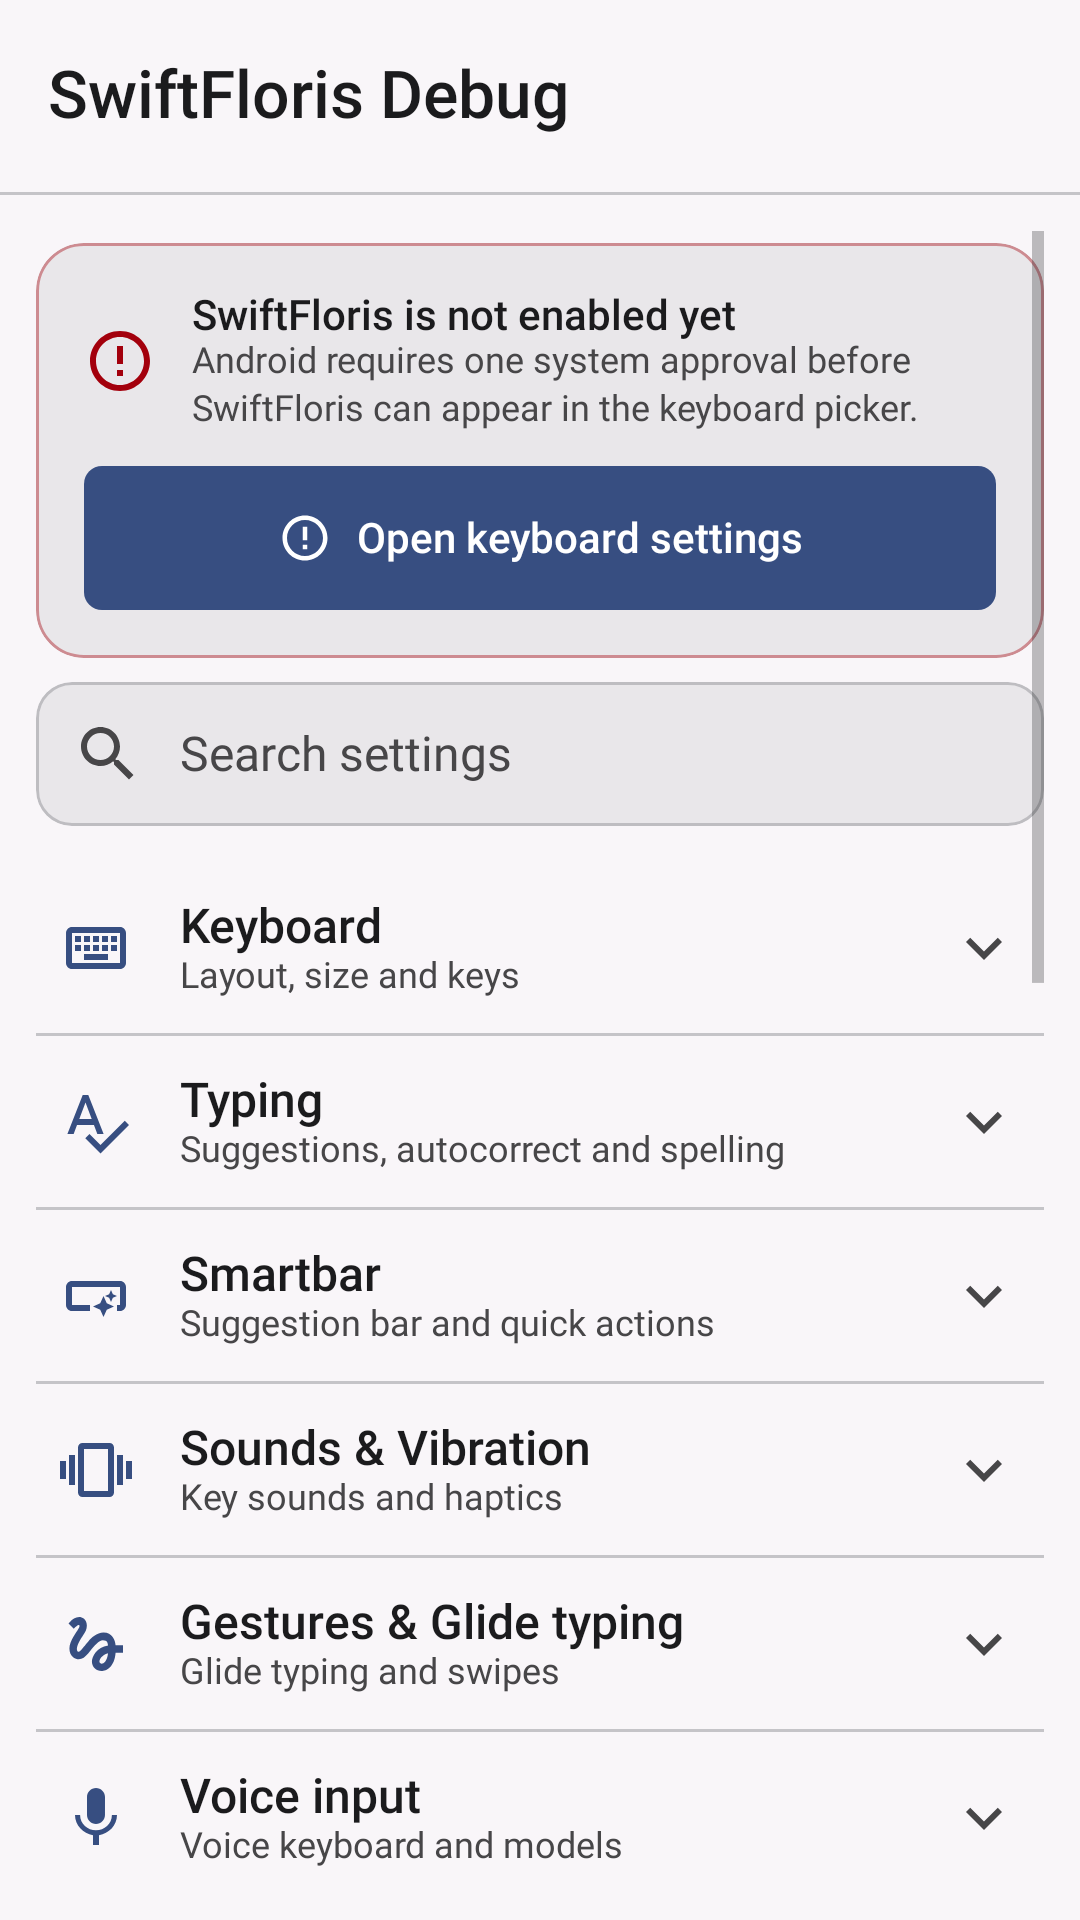 SwiftFloris Debug
SwiftFloris is not enabled yet
Android requires one system approval before
SwiftFloris can appear in the keyboard picker.
Open keyboard settings
Search settings
Keyboard
Layout, size and keys
Typing
Suggestions, autocorrect and spelling
Smartbar
Suggestion bar and quick actions
Sounds & Vibration
Key sounds and haptics
Gestures & Glide typing
Glide typing and swipes
Voice input
Voice keyboard and models